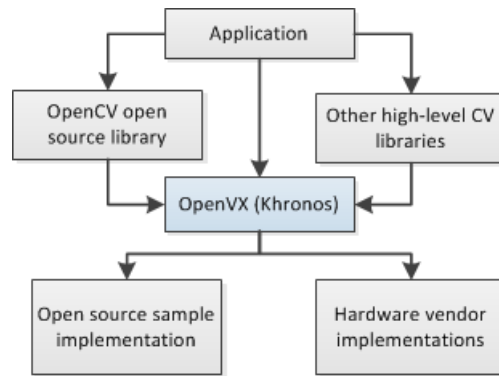 Application
OpenCV open
source library
Other high-level CV
libraries
OpenVX (Khronos)
Open source sample
implementation
Hardware vendor
implementations